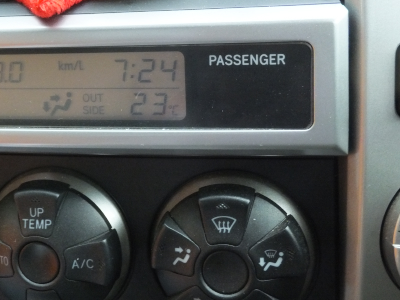 0.0 km/L 7:24 PASSENGER
OUT SIDE 23°C
UP TEMP
A/C